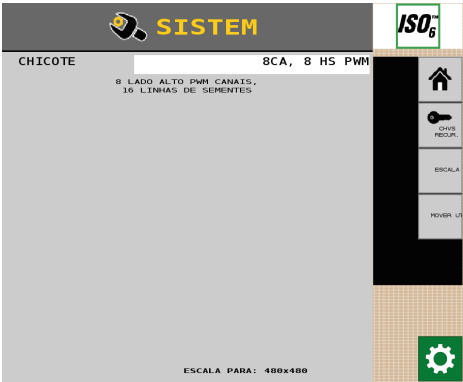 SISTEM
ISO
6
CHICOTE
8CA, 8 HS PWM
8 LADO ALTO PWM CANAIS,
16 LINHAS DE SEMENTES
CHVS
RECUR.
ESCALA
MOVER UT
ESCALA PARA: 480x480